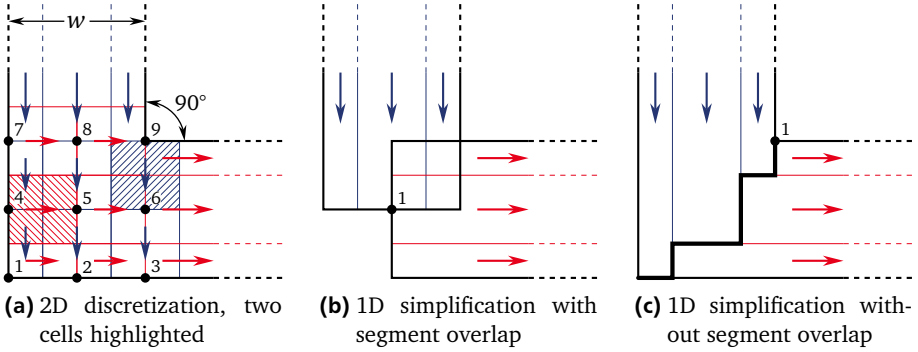 w
90°
7 8 9 1
4 5 6 1
1 2 3
(a) 2D discretization, two
cells highlighted
(b) 1D simplification with
segment overlap
(c) 1D simplification with-
out segment overlap